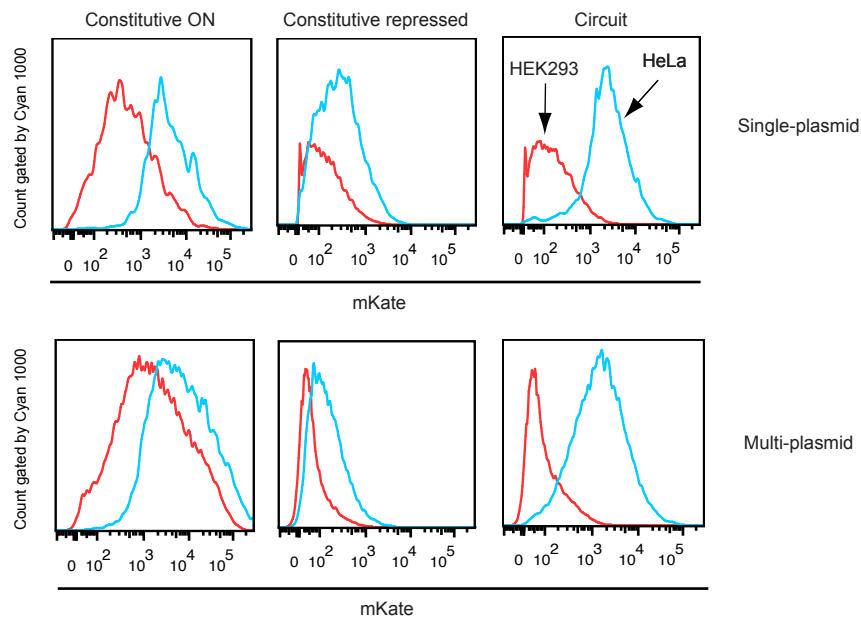 Constitutive ON Constitutive repressed Circuit
Count gated by Cyan 1000
HEK293 HeLa
Single-plasmid
0 10^2 10^3 10^4 10^5 0 10^2 10^3 10^4 10^5 0 10^2 10^3 10^4 10^5
mKate
Count gated by Cyan 1000
Multi-plasmid
0 10^2 10^3 10^4 10^5 0 10^2 10^3 10^4 10^5 0 10^2 10^3 10^4 10^5
mKate